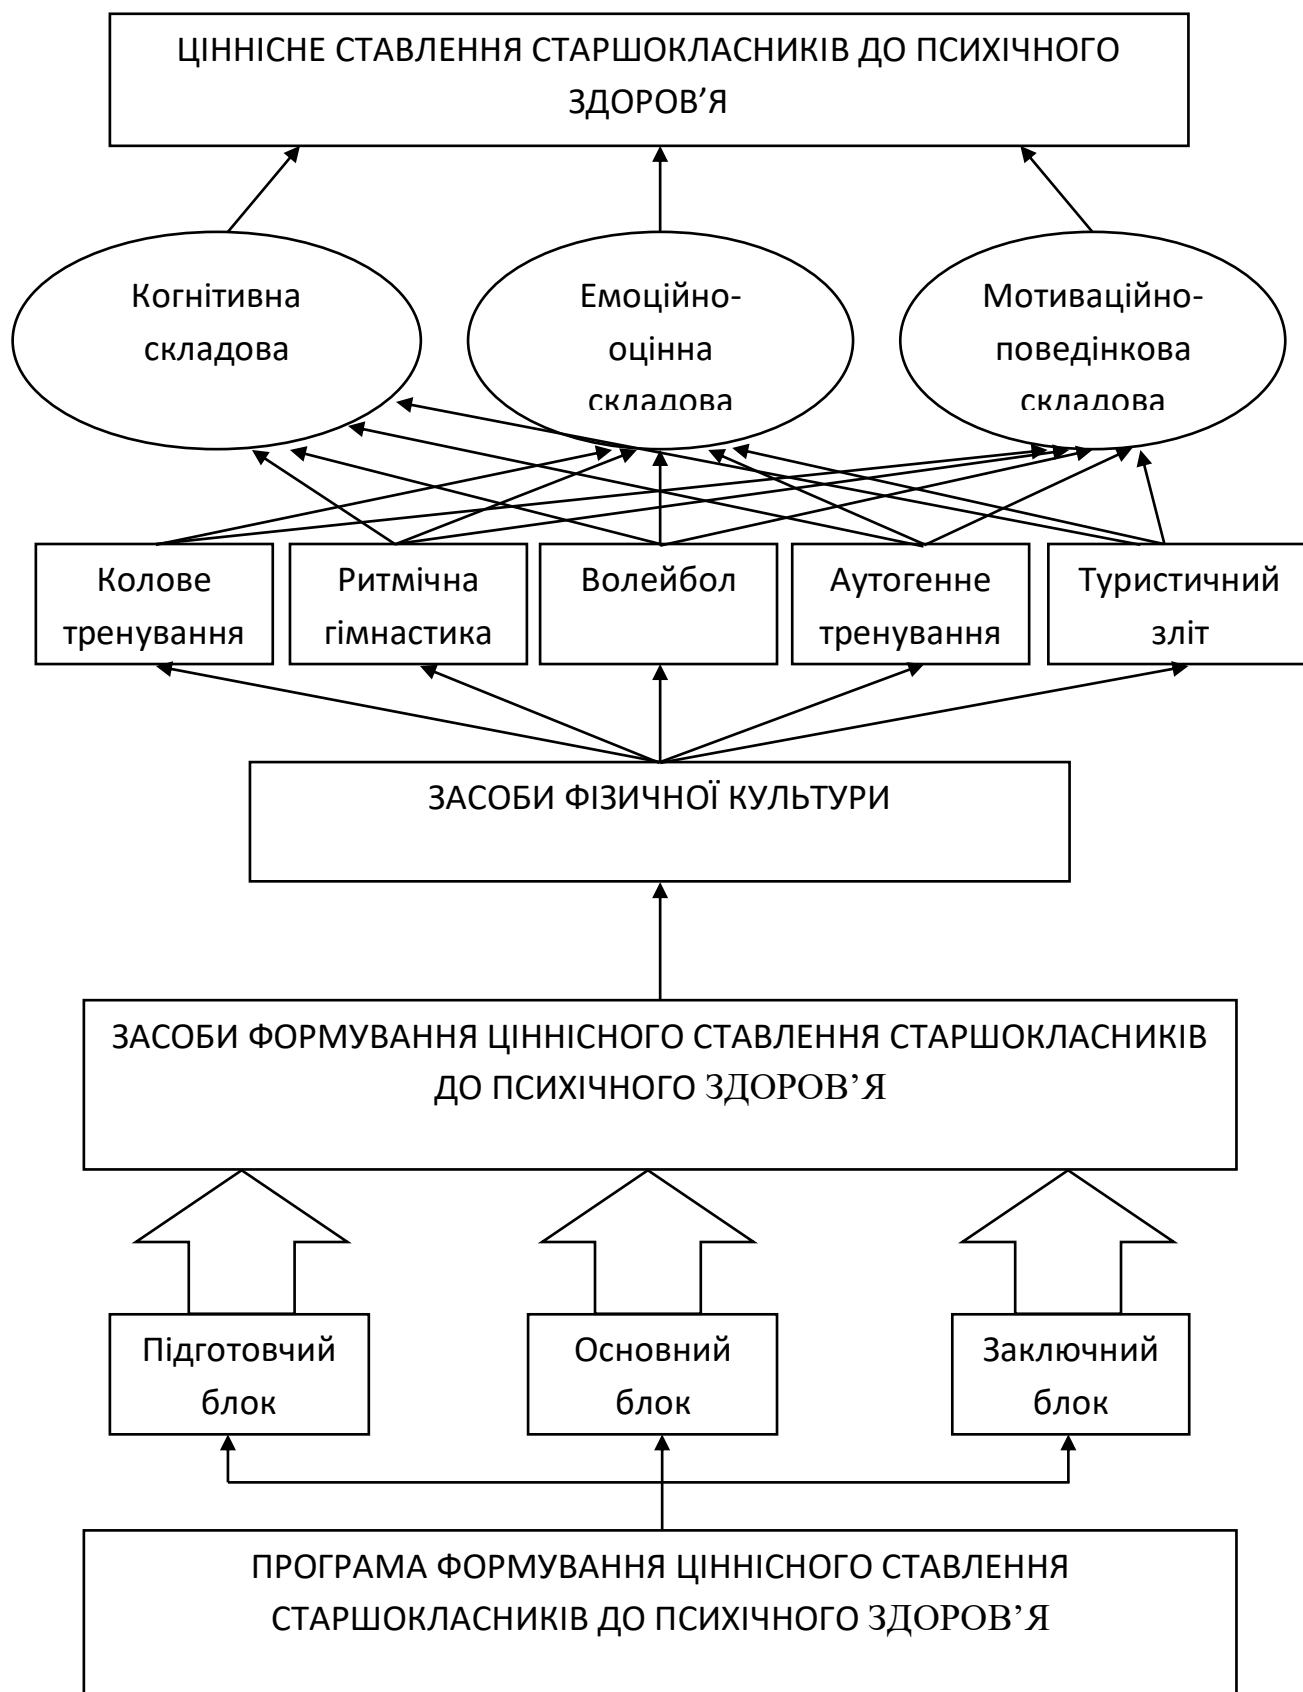 ЦІННІСНЕ СТАВЛЕННЯ СТАРШОКЛАСНИКІВ ДО ПСИХІЧНОГО
ЗДОРОВ’Я
Когнітивна
складова
Емоційно-
оцінна
складова
Мотиваційно-
поведінкова
складова
Колове
тренування
Ритмічна
гімнастика
Волейбол
Аутогенне
тренування
Туристичний
зліт
ЗАСОБИ ФІЗИЧНОЇ КУЛЬТУРИ
ЗАСОБИ ФОРМУВАННЯ ЦІННІСНОГО СТАВЛЕННЯ СТАРШОКЛАСНИКІВ
ДО ПСИХІЧНОГО ЗДОРОВ’Я
Підготовчий
блок
Основний
блок
Заключний
блок
ПРОГРАМА ФОРМУВАННЯ ЦІННІСНОГО СТАВЛЕННЯ
СТАРШОКЛАСНИКІВ ДО ПСИХІЧНОГО ЗДОРОВ’Я